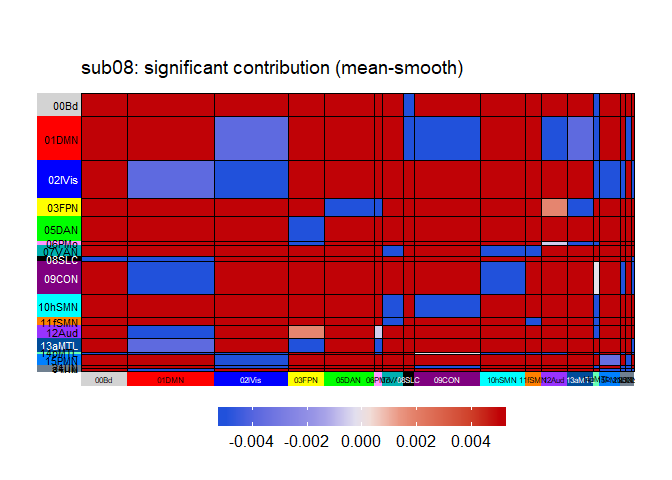 sub08: significant contribution (mean-smooth)
00Bd
01DMN
02lVis
03FPN
05DAN
06PMo
07VAN
08SLC
09CON
10hSMN
11fSMN
12Aud
13aMTL
15PMN
00Bd 01DMN 02lVis 03FPN 05DAN 08SLC 09CON 10hSMN 11fSMN 12Aud 13aMTL
-0.004 -0.002 0.000 0.002 0.004